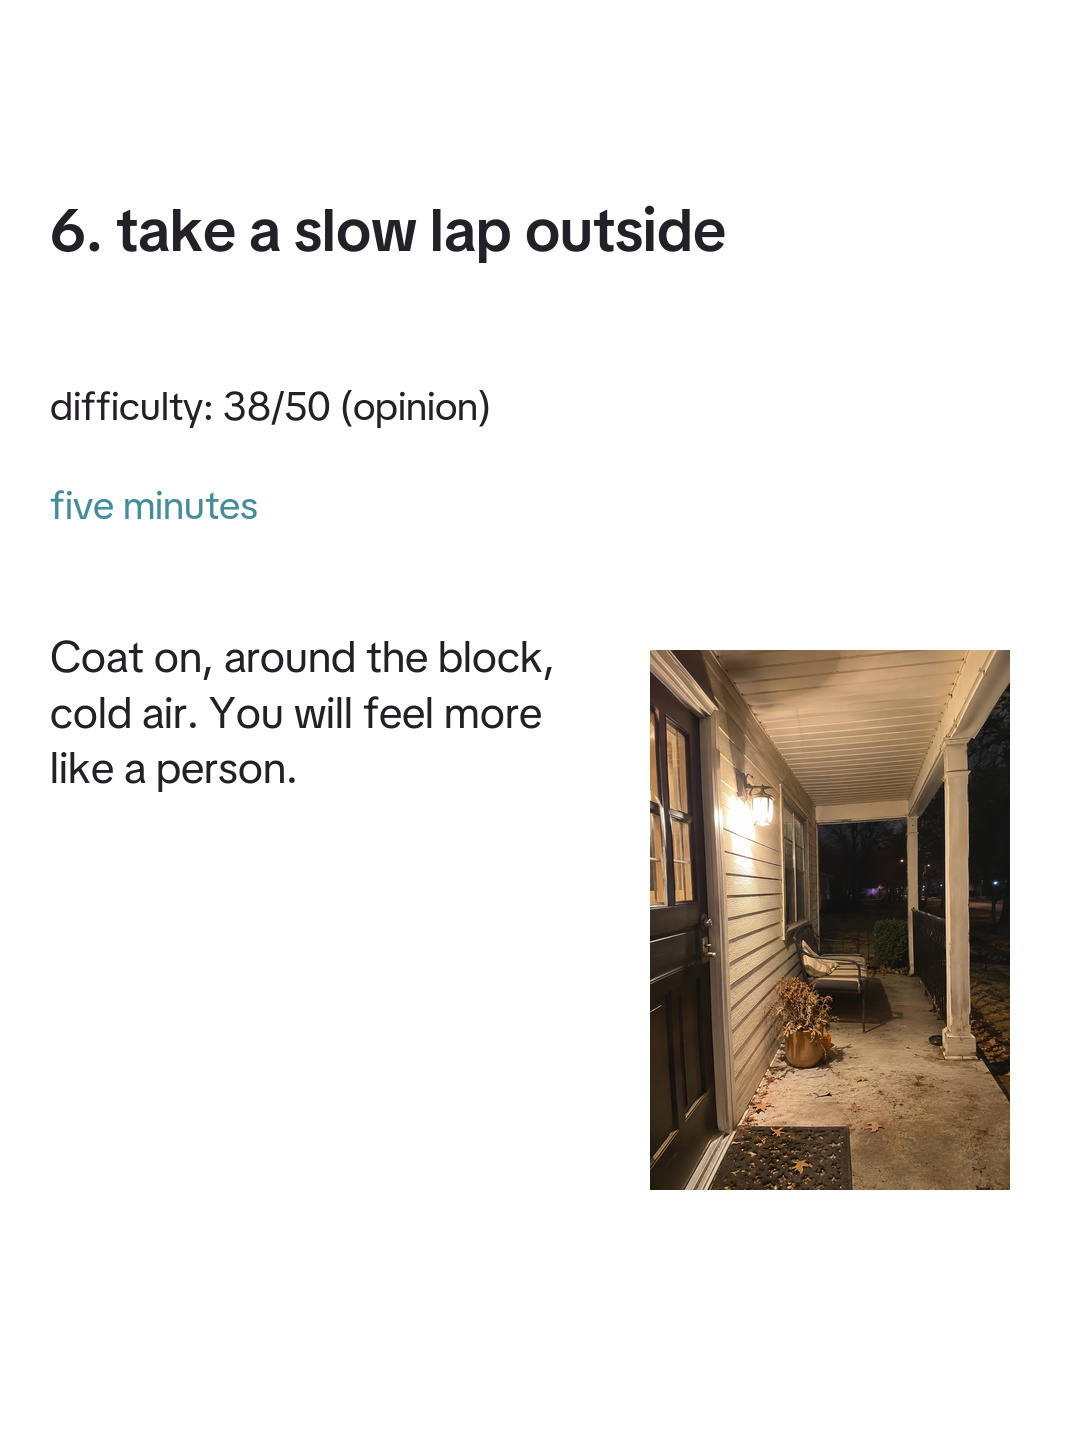 6. take a slow lap outside
difficulty: 38/50 (opinion)
five minutes
Coat on, around the block,
cold air. You will feel more
like a person.